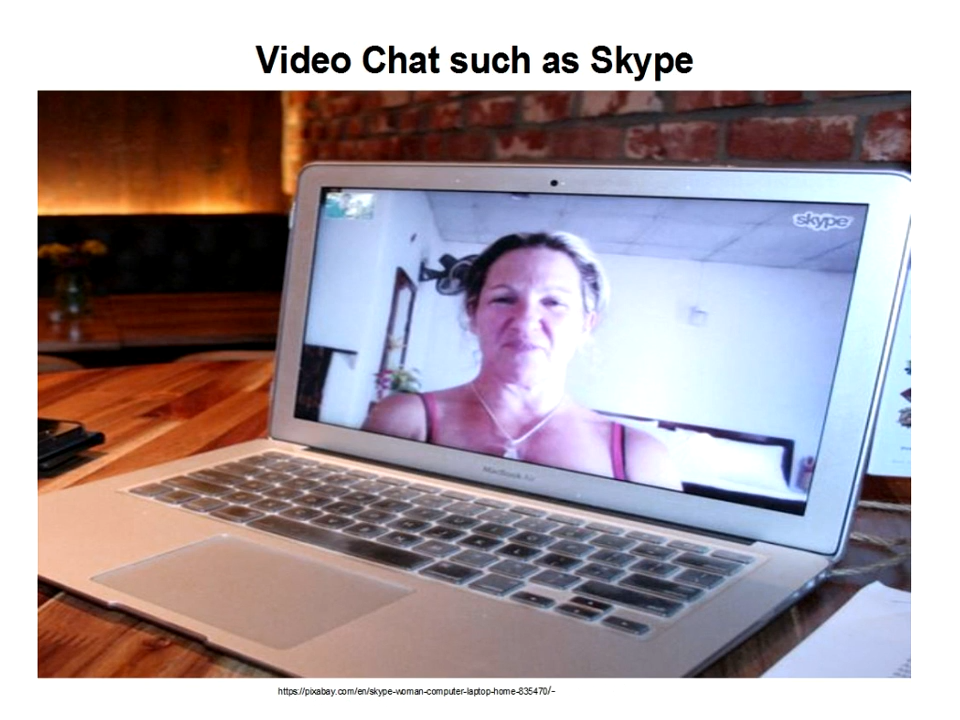 Video Chat such as Skype
skype
MacBook Air
https://pixabay.com/en/skype-woman-computer-laptop-home-835470/-